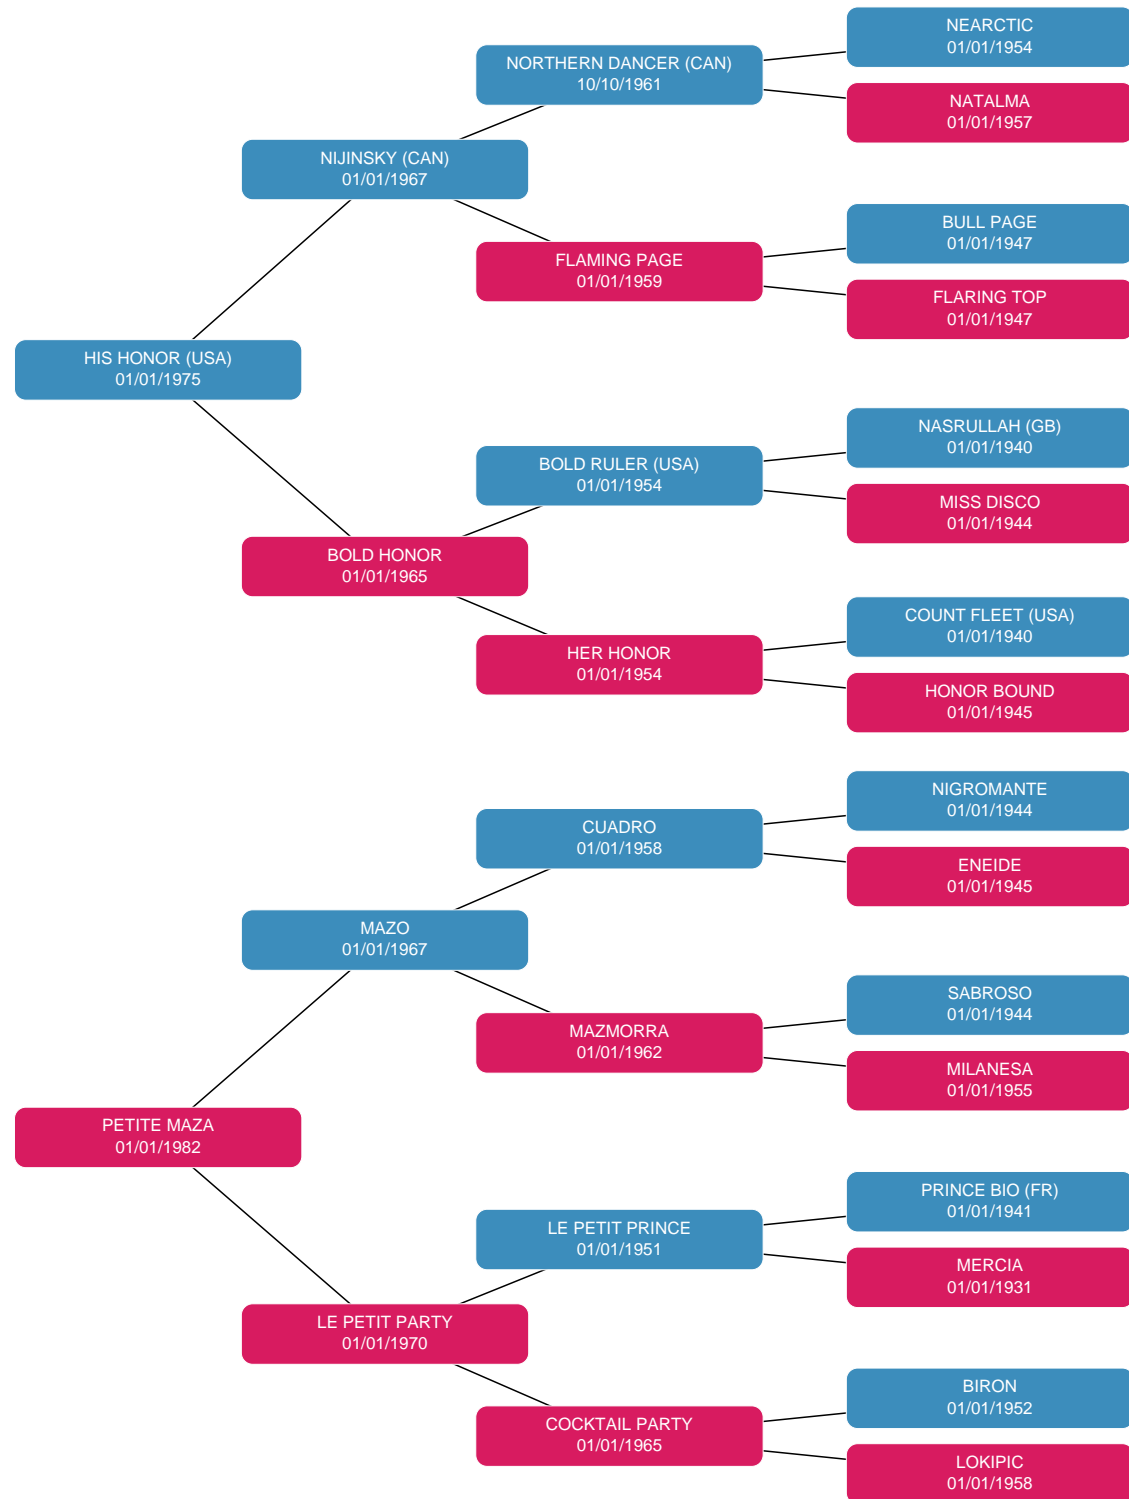 NEARCTIC
01/01/1954
NORTHERN DANCER (CAN)
10/10/1961
NATALMA
01/01/1957
NIJINSKY (CAN)
01/01/1967
BULL PAGE
01/01/1947
FLAMING PAGE
01/01/1959
FLARING TOP
01/01/1947
HIS HONOR (USA)
01/01/1975
NASRULLAH (GB)
01/01/1940
BOLD RULER (USA)
01/01/1954
MISS DISCO
01/01/1944
BOLD HONOR
01/01/1965
COUNT FLEET (USA)
01/01/1940
HER HONOR
01/01/1954
HONOR BOUND
01/01/1945
NIGROMANTE
01/01/1944
CUADRO
01/01/1958
ENEIDE
01/01/1945
MAZO
01/01/1967
SABROSO
01/01/1944
MAZMORRA
01/01/1962
MILANESA
01/01/1955
PETITE MAZA
01/01/1982
PRINCE BIO (FR)
01/01/1941
LE PETIT PRINCE
01/01/1951
MERCIA
01/01/1931
LE PETIT PARTY
01/01/1970
BIRON
01/01/1952
COCKTAIL PARTY
01/01/1965
LOKIPIC
01/01/1958